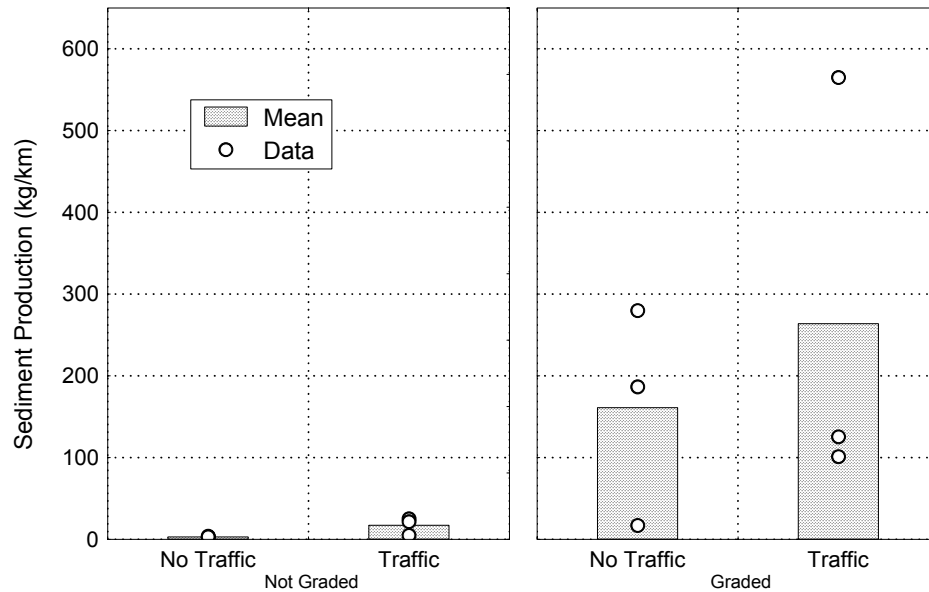 600
500
400
300
200
100
0
Sediment Production (kg/km)
Mean
Data
No Traffic Traffic
Not Graded
No Traffic Traffic
Graded